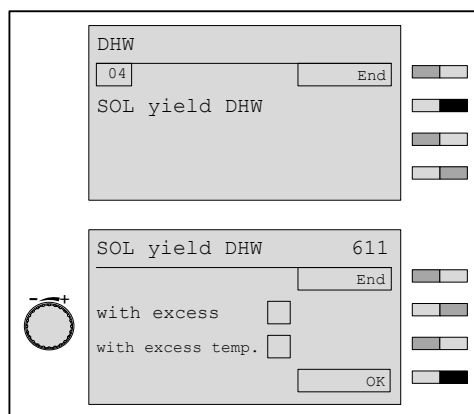 DHW
04 End
SOL yield DHW
SOL yield DHW 611
End
- +
with excess
with excess temp.
OK